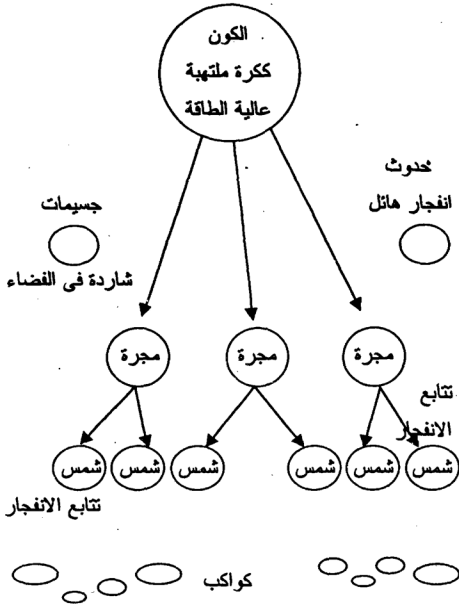 الكون
ككرة ملتهبة
عالية الطاقة
حدوث
انفجار هائل
جسيمات
شاردة فى الفضاء
مجرة
مجرة
مجرة
تتابع
الانفجار
شمس
شمس
شمس
شمس
شمس
شمس
تتابع الانفجار
كواكب